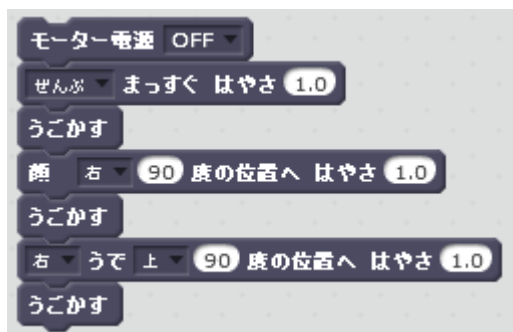 モーター電源 OFF
ぜんぶ まっすぐ はやさ 1.0
うごかす
顔 右 90 度の位置へ はやさ 1.0
うごかす
右 うで 上 90 度の位置へ はやさ 1.0
うごかす